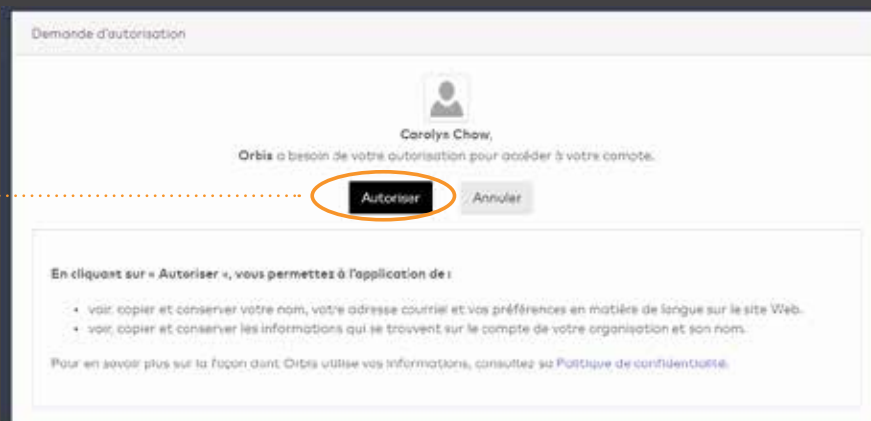 Demande d'autorisation
Carolyn Chow,
Orbis a besoin de votre autorisation pour accéder à votre compte.
Autoriser Annuler
En cliquant sur « Autoriser », vous permettez à l'application de :
• voir, copier et conserver votre nom, votre adresse courriel et vos préférences en matière de langue sur le site Web.
• voir, copier et conserver les informations qui se trouvent sur le compte de votre organisation et son nom.
Pour en savoir plus sur la façon dont Orbis utilise vos informations, consultez sa Politique de confidentialité.